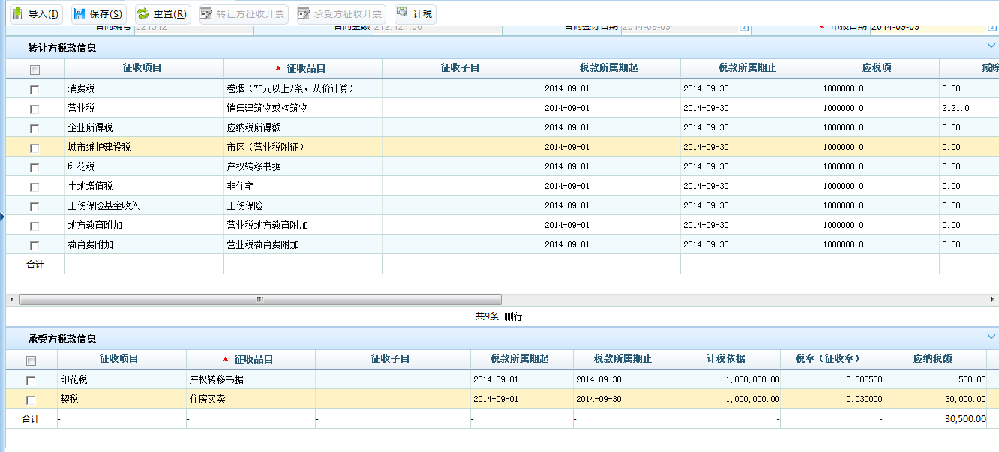 导入(I) 保存(S) 重置(R) 转让方征收开票 承受方征收开票 计税
合同编号 321512 合同金额 212,121.00 合同签订日期 2014-09-09 * 申报日期 2014-09-09
转让方税款信息
征收项目 * 征收品目 征收子目 税款所属期起 税款所属期止 应税项 减除
消费税 卷烟（70元以上/条，从价计算） 2014-09-01 2014-09-30 1000000.0 0.00
营业税 销售建筑物或构筑物 2014-09-01 2014-09-30 1000000.0 2121.0
企业所得税 应纳税所得额 2014-09-01 2014-09-30 1000000.0 0.00
城市维护建设税 市区（营业税附征） 2014-09-01 2014-09-30 1000000.0 0.00
印花税 产权转移书据 2014-09-01 2014-09-30 1000000.0 0.00
土地增值税 非住宅 2014-09-01 2014-09-30 1000000.0 0.00
工伤保险基金收入 工伤保险 2014-09-01 2014-09-30 1000000.0 0.00
地方教育附加 营业税地方教育附加 2014-09-01 2014-09-30 1000000.0 0.00
教育费附加 营业税教育费附加 2014-09-01 2014-09-30 1000000.0 0.00
合计 - - - - - - -
共9条 删行
承受方税款信息
征收项目 * 征收品目 征收子目 税款所属期起 税款所属期止 计税依据 税率（征收率） 应纳税额
印花税 产权转移书据 2014-09-01 2014-09-30 1,000,000.00 0.000500 500.00
契税 住房买卖 2014-09-01 2014-09-30 1,000,000.00 0.030000 30,000.00
合计 - - - - - - - 30,500.00